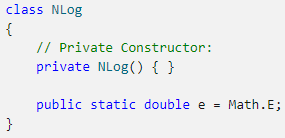 class NLog
{
    // Private Constructor:
    private NLog() { }

    public static double e = Math.E;
}